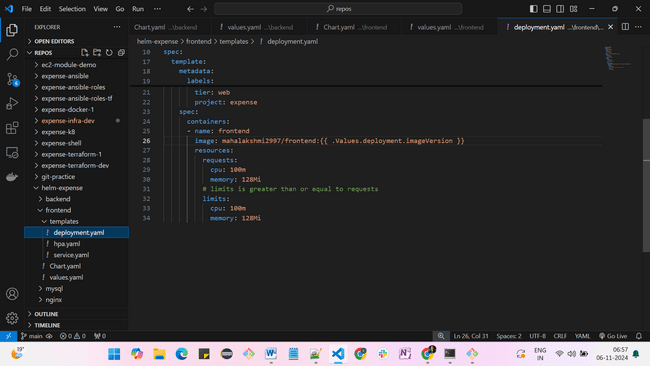 File Edit Selection View Go Run ... repos
EXPLORER ...
Chart.yaml ...\backend values.yaml ...\backend Chart.yaml ...\frontend values.yaml ...\frontend deployment.yaml ...\frontend\...
OPEN EDITORS
REPOS
ec2-module-demo
expense-ansible
expense-ansible-roles
expense-ansible-roles-tf
expense-docker-1
expense-infra-dev
expense-k8
expense-shell
expense-terraform-1
expense-terraform-dev
git-practice
helm-expense
backend
frontend
templates
deployment.yaml
hpa.yaml
service.yaml
Chart.yaml
values.yaml
mysql
nginx
OUTLINE
TIMELINE
helm-expense > frontend > templates > ! deployment.yaml
10 spec:
17 template:
18 metadata:
19 labels:
21 tier: web
22 project: expense
23 spec:
24 containers:
25 - name: frontend
26 image: mahalakshmi2997/frontend:{{ .Values.deployment.imageVersion }}
27 resources:
28 requests:
29 cpu: 100m
30 memory: 128Mi
31 # limits is greater than or equal to requests
32 limits:
33 cpu: 100m
34 memory: 128Mi
main 0 0 0 Ln 26, Col 31 Spaces: 2 UTF-8 CRLF YAML Go Live
19° ENG IN 06:57 06-11-2024